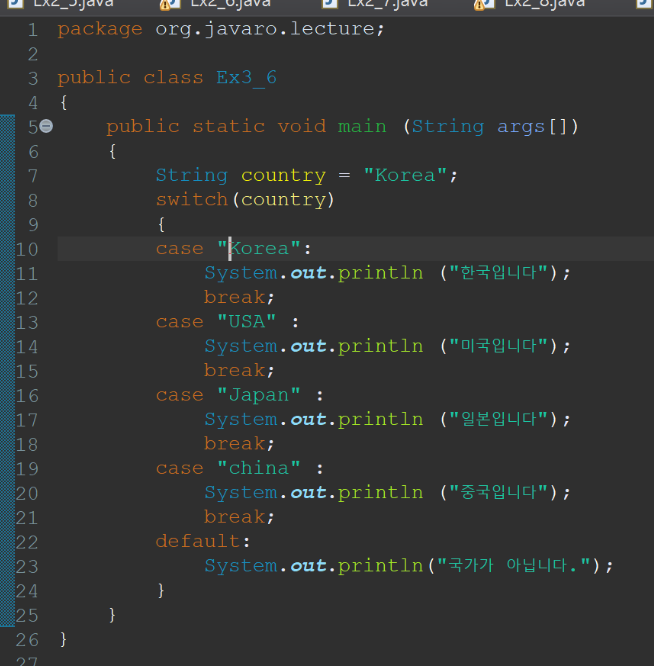 Ex2_5.java Ex2_6.java Ex2_7.java Ex2_8.java
1 package org.javaro.lecture;
2
3 public class Ex3_6
4 {
5 public static void main (String args[])
6 {
7 String country = "Korea";
8 switch(country)
9 {
10 case "Korea":
11 System.out.println ("한국입니다");
12 break;
13 case "USA" :
14 System.out.println ("미국입니다");
15 break;
16 case "Japan" :
17 System.out.println ("일본입니다");
18 break;
19 case "china" :
20 System.out.println ("중국입니다");
21 break;
22 default:
23 System.out.println("국가가 아닙니다.");
24 }
25 }
26 }
27